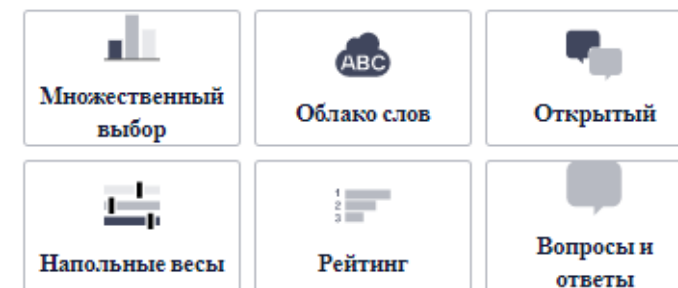 Множественный
выбор
ABC
Облако слов
Открытый
Напольные весы
1
2
3
Рейтинг
Вопросы и
ответы